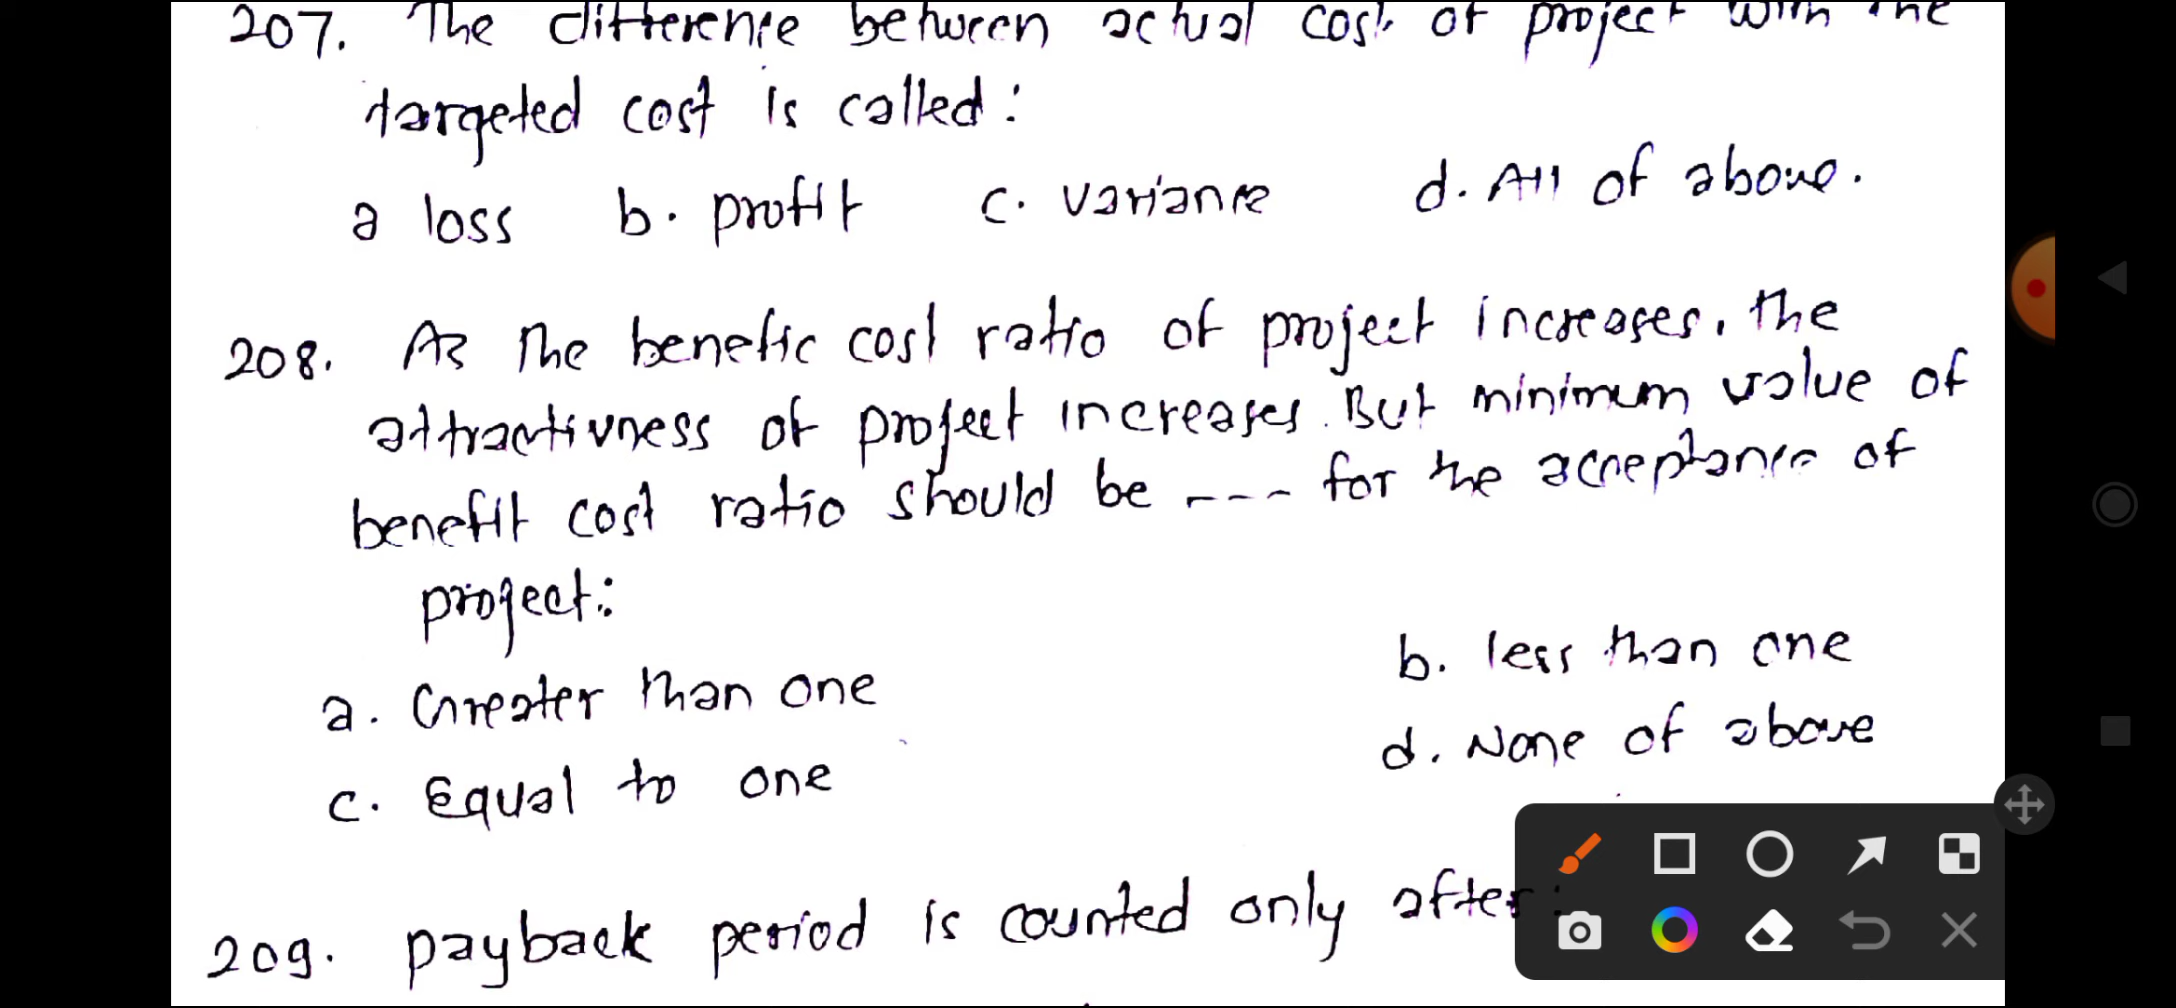 207. The difference between actual cost of project with the
targeted cost is called :
a loss b. profit c. variance d. All of above.
208. As The benefic cost ratio of project increases, the
attractivness of project increases. But minimum value of
benefit cost ratio should be ---- for the acceptance of
project:
a. Greater than one b. less than one
c. Equal to one d. None of above
209. payback period is counted only after :